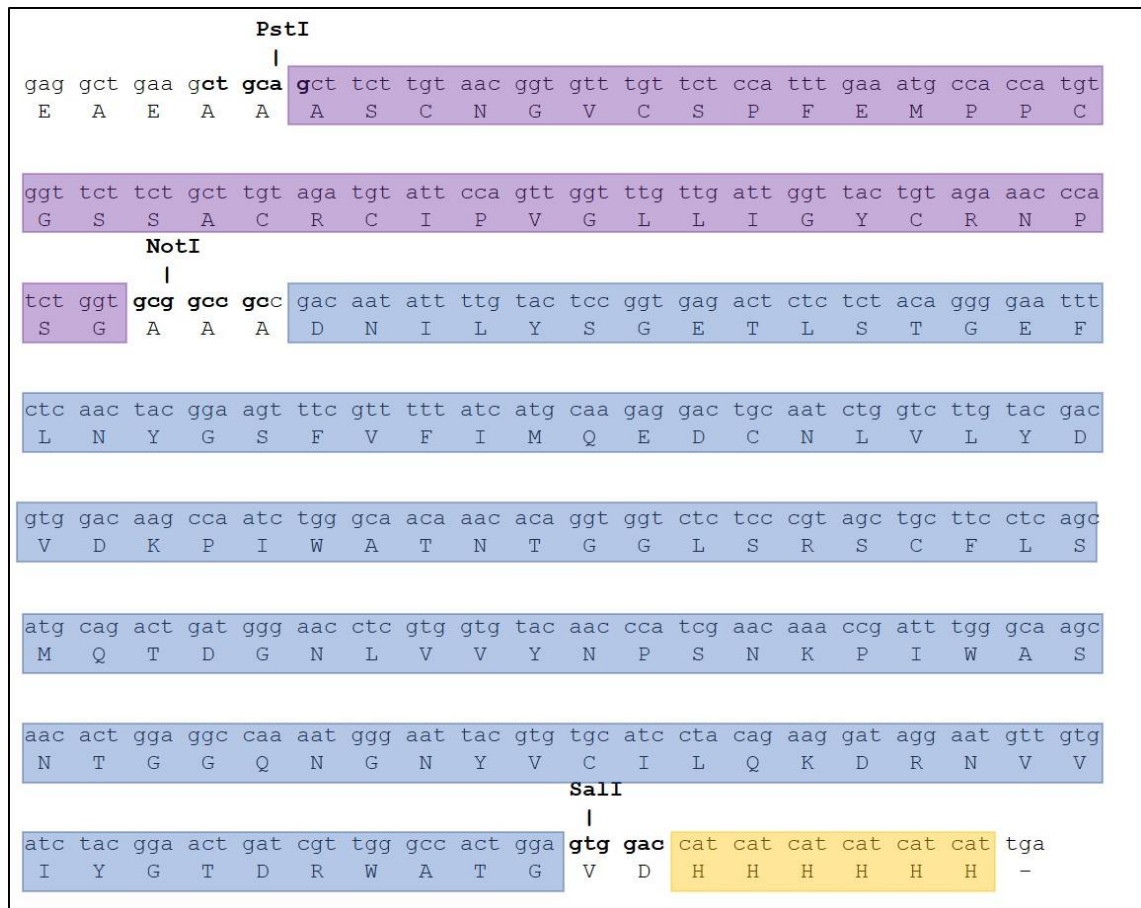 PstI
|
gag gct gaa gct gca gct tct tgt aac ggt gtt tgt tct cca ttt gaa atg cca cca tgt
E A E A A A S C N G V C S P F E M P P C
ggt tct tct gct tgt aga tgt att cca gtt ggt ttg ttg att ggt tac tgt aga aac cca
G S S A C R C I P V G L L I G Y C R N P
NotI
|
tct ggt gcg gcc gcc gac aat att ttg tac tcc ggt gag act ctc tct aca ggg gaa ttt
S G A A A D N I L Y S G E T L S T G E F
ctc aac tac gga agt ttc gtt ttt atc atg caa gag gac tgc aat ctg gtc ttg tac gac
L N Y G S F V F I M Q E D C N L V L Y D
gtg gac aag cca atc tgg gca aca aac aca ggt ggt ctc tcc cgt agc tgc ttc ctc agc
V D K P I W A T N T G G L S R S C F L S
atg cag act gat ggg aac ctc gtg gtg tac aac cca tcg aac aaa ccg att tgg gca agc
M Q T D G N L V V Y N P S N K P I W A S
aac act gga ggc caa aat ggg aat tac gtg tgc atc cta cag aag gat agg aat gtt gtg
N T G G Q N G N Y V C I L Q K D R N V V
SalI
|
atc tac gga act gat cgt tgg gcc act gga gtg gac cat cat cat cat cat cat tga
I Y G T D R W A T G V D H H H H H H –